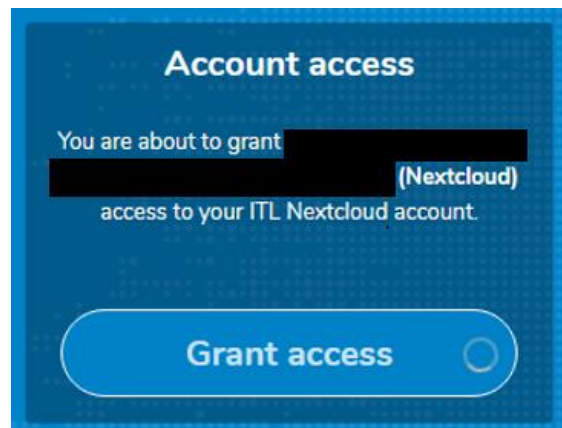 Account access
You are about to grant
(Nextcloud)
access to your ITL Nextcloud account.
Grant access